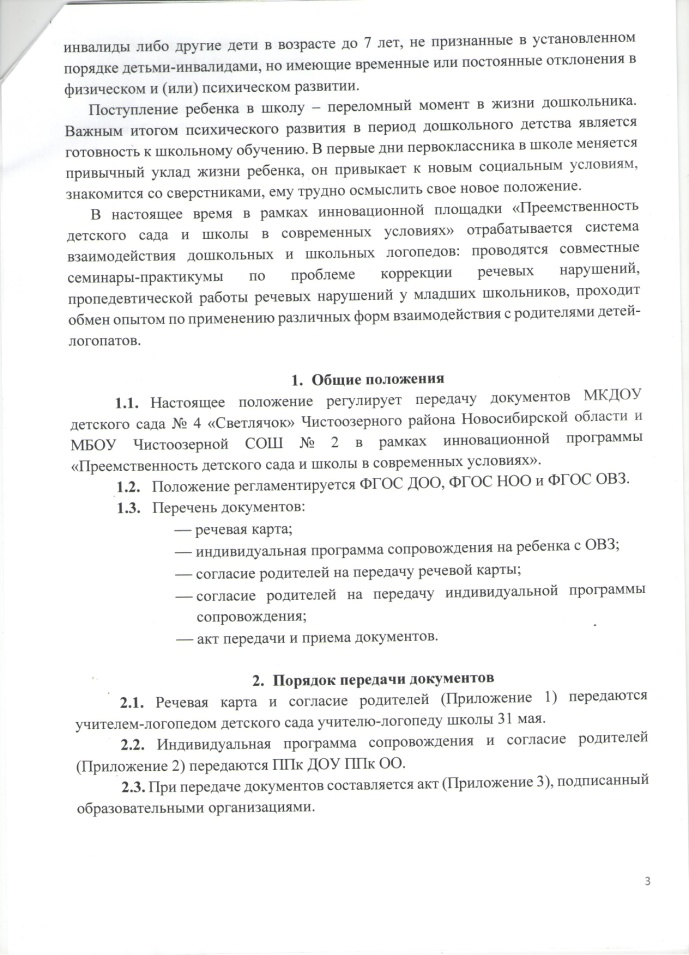 инвалиды либо другие дети в возрасте до 7 лет, не признанные в установленном
порядке детьми-инвалидами, но имеющие временные или постоянные отклонения в
физическом и (или) психическом развитии.
Поступление ребенка в школу – переломный момент в жизни дошкольника.
Важным итогом психического развития в период дошкольного детства является
готовность к школьному обучению. В первые дни первоклассника в школе меняется
привычный уклад жизни ребенка, он привыкает к новым социальным условиям,
знакомится со сверстниками, ему трудно осмыслить свое новое положение.
В настоящее время в рамках инновационной площадки «Преемственность
детского сада и школы в современных условиях» отрабатывается система
взаимодействия дошкольных и школьных логопедов: проводятся совместные
семинары-практикумы по проблеме коррекции речевых нарушений,
пропедевтической работы речевых нарушений у младших школьников, проходит
обмен опытом по применению различных форм взаимодействия с родителями детей-
логопатов.
1. Общие положения
1.1. Настоящее положение регулирует передачу документов МКДОУ
детского сада № 4 «Светлячок» Чистоозерного района Новосибирской области и
МБОУ Чистоозерной СОШ № 2 в рамках инновационной программы
«Преемственность детского сада и школы в современных условиях».
1.2. Положение регламентируется ФГОС ДОО, ФГОС НОО и ФГОС ОВЗ.
1.3. Перечень документов:
— речевая карта;
— индивидуальная программа сопровождения на ребенка с ОВЗ;
— согласие родителей на передачу речевой карты;
— согласие родителей на передачу индивидуальной программы
сопровождения;
— акт передачи и приема документов.
2. Порядок передачи документов
2.1. Речевая карта и согласие родителей (Приложение 1) передаются
учителем-логопедом детского сада учителю-логопеду школы 31 мая.
2.2. Индивидуальная программа сопровождения и согласие родителей
(Приложение 2) передаются ППк ДОУ ППк ОО.
2.3. При передаче документов составляется акт (Приложение 3), подписанный
образовательными организациями.
3